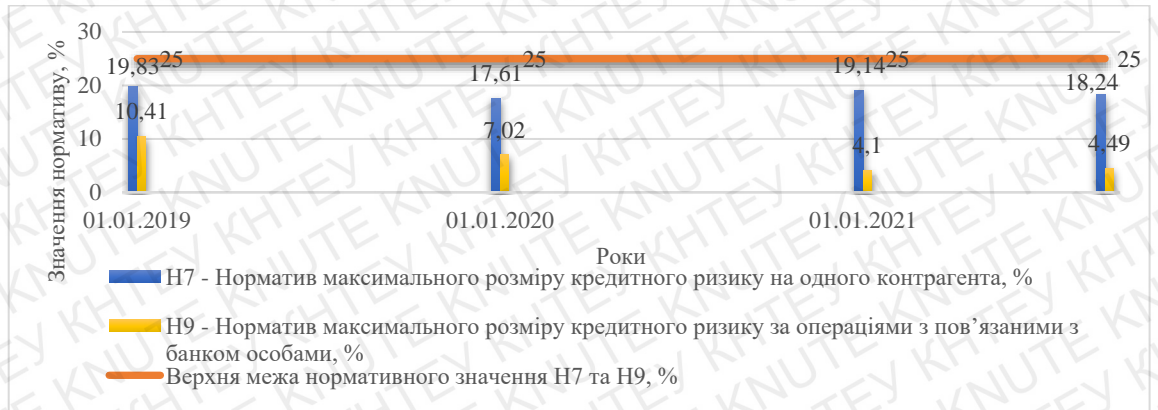 30
20
10
0
Значення нормативу, %
19,83
25
10,41
17,61
25
7,02
19,14
25
4,1
18,24
25
4,49
01.01.2019
01.01.2020
01.01.2021
Роки
Н7 - Норматив максимального розміру кредитного ризику на одного контрагента, %
Н9 - Норматив максимального розміру кредитного ризику за операціями з пов’язаними з
банком особами, %
Верхня межа нормативного значення Н7 та Н9, %
КНТЕУ KNUTE